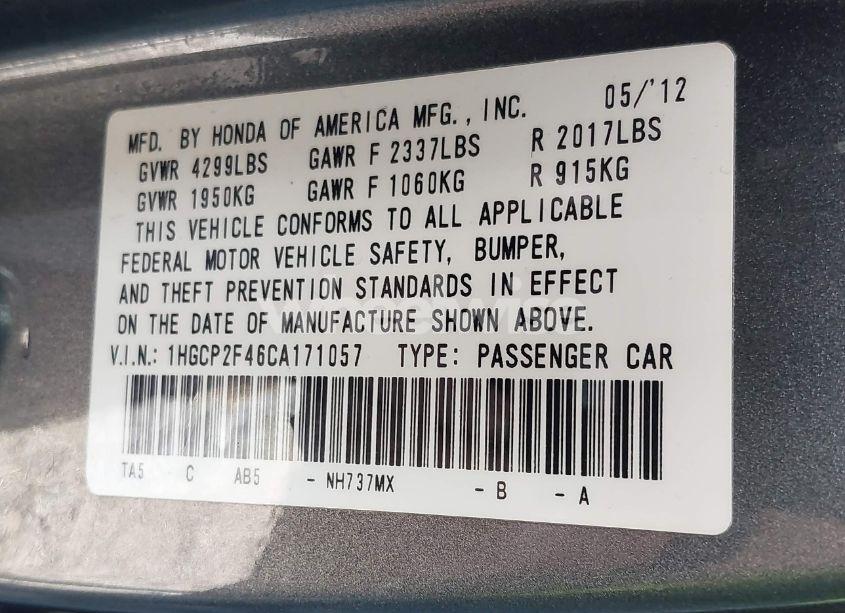 MFD. BY HONDA OF AMERICA MFG., INC. 05/'12
GVWR 4299LBS GAWR F 2337LBS R 2017LBS
GVWR 1950KG GAWR F 1060KG R 915KG
THIS VEHICLE CONFORMS TO ALL APPLICABLE
FEDERAL MOTOR VEHICLE SAFETY, BUMPER,
AND THEFT PREVENTION STANDARDS IN EFFECT
ON THE DATE OF MANUFACTURE SHOWN ABOVE.
V.I.N.: 1HGCP2F46CA171057 TYPE: PASSENGER CAR
TA5 C AB5 - NH737MX - B - A